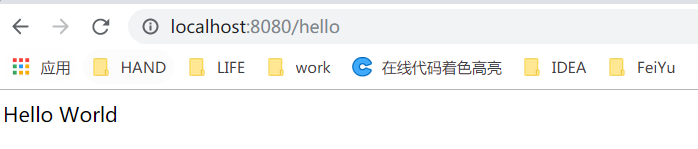 localhost:8080/hello
应用 HAND LIFE work 在线代码着色高亮 IDEA FeiYu
Hello World